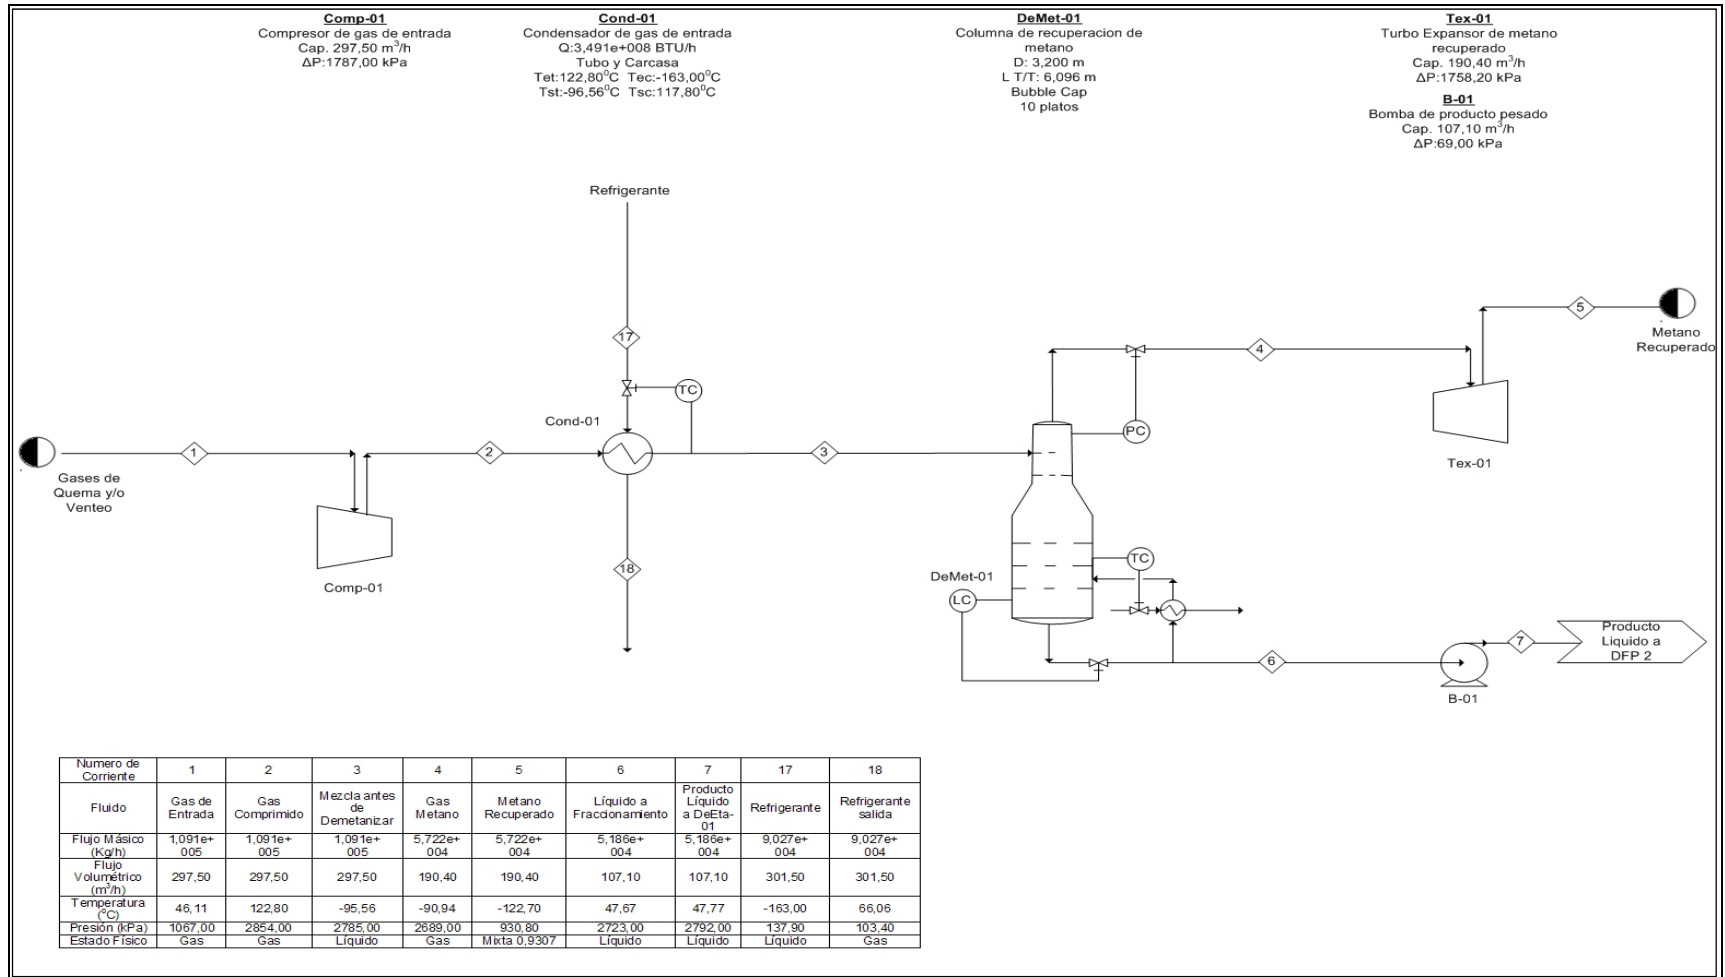 Comp-01
Compresor de gas de entrada
Cap. 297,50 m³/h
ΔP:1787,00 kPa
Cond-01
Condensador de gas de entrada
Q:3,491e+008 BTU/h
Tubo y Carcasa
Tet:122,80⁰C Tec:-163,00⁰C
Tst:-96,56⁰C Tsc:117,80⁰C
DeMet-01
Columna de recuperacion de
metano
D: 3,200 m
L T/T: 6,096 m
Bubble Cap
10 platos
Tex-01
Turbo Expansor de metano
recuperado
Cap. 190,40 m³/h
ΔP:1758,20 kPa
B-01
Bomba de producto pesado
Cap. 107,10 m³/h
ΔP:69,00 kPa
Refrigerante
17
TC
Cond-01
1
2
3
Gases de
Quema y/o
Venteo
Comp-01
18
4
5
Metano
Recuperado
PC
Tex-01
TC
DeMet-01
LC
6
7
Producto
Liquido a
DFP 2
B-01
Numero de Corriente 1 2 3 4 5 6 7 17 18
Fluido Gas de Entrada Gas Comprimido Mezcla antes de Demetanizar Gas Metano Metano Recuperado Líquido a Fraccionamiento Producto Líquido a DeEta-01 Refrigerante Refrigerante salida
Flujo Másico (Kg/h) 1,091e+005 1,091e+005 1,091e+005 5,722e+004 5,722e+004 5,186e+004 5,186e+004 9,027e+004 9,027e+004
Flujo Volumétrico (m³/h) 297,50 297,50 297,50 190,40 190,40 107,10 107,10 301,50 301,50
Temperatura (⁰C) 46,11 122,80 -95,56 -90,94 -122,70 47,67 47,77 -163,00 66,06
Presión (kPa) 1067,00 2854,00 2785,00 2689,00 930,80 2723,00 2792,00 137,90 103,40
Estado Físico Gas Gas Líquido Gas Mixta 0,9307 Líquido Líquido Líquido Gas